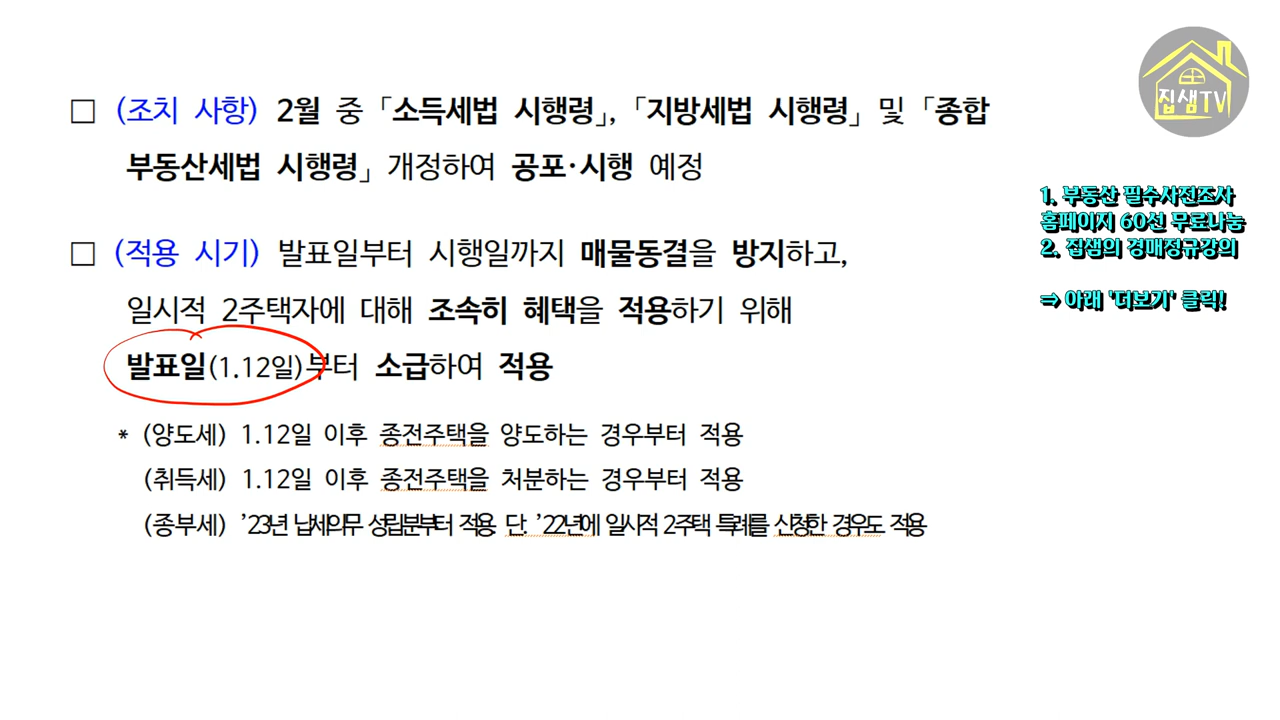 □ (조치 사항) 2월 중 「소득세법 시행령」, 「지방세법 시행령」 및 「종합
부동산세법 시행령」 개정하여 공포·시행 예정
□ (적용 시기) 발표일부터 시행일까지 매물동결을 방지하고,
일시적 2주택자에 대해 조속히 혜택을 적용하기 위해
발표일(1.12일)부터 소급하여 적용
* (양도세) 1.12일 이후 종전주택을 양도하는 경우부터 적용
(취득세) 1.12일 이후 종전주택을 처분하는 경우부터 적용
(종부세) '23년 납세의무 성립분부터 적용. 단. '22년에 일시적 2주택 특례를 신청한 경우도 적용
집샘TV
1. 부동산 필수사전조사
홈페이지 60선 무료나눔
2. 집샘의 경매정규강의
⇒ 아래 '더보기' 클릭!